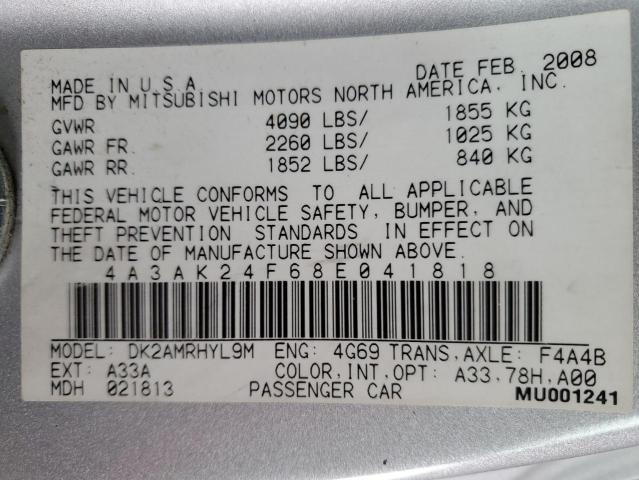 MADE IN U.S.A. DATE FEB. 2008
MFD BY MITSUBISHI MOTORS NORTH AMERICA, INC.
GVWR 4090 LBS/ 1855 KG
GAWR FR. 2260 LBS/ 1025 KG
GAWR RR. 1852 LBS/ 840 KG
THIS VEHICLE CONFORMS TO ALL APPLICABLE
FEDERAL MOTOR VEHICLE SAFETY, BUMPER, AND
THEFT PREVENTION STANDARDS IN EFFECT ON
THE DATE OF MANUFACTURE SHOWN ABOVE.
4A3AK24F68E041818
MODEL: DK2AMRHYL9M ENG: 4G69 TRANS,AXLE: F4A4B
EXT: A33A COLOR,INT,OPT: A33,78H,A00
MDH 021813 PASSENGER CAR MU001241